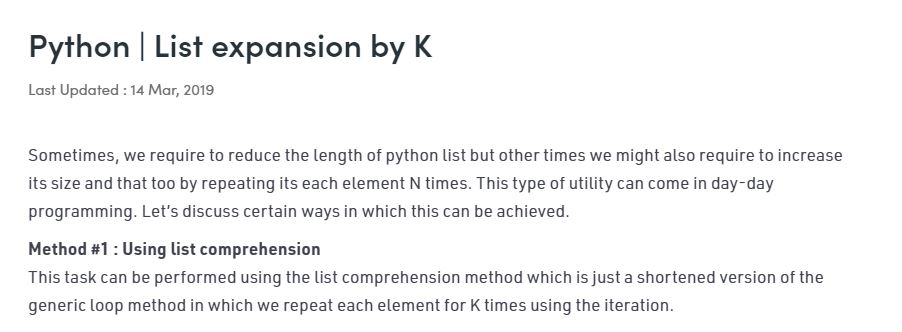 Python | List expansion by K
Last Updated : 14 Mar, 2019
Sometimes, we require to reduce the length of python list but other times we might also require to increase
its size and that too by repeating its each element N times. This type of utility can come in day-day
programming. Let's discuss certain ways in which this can be achieved.
Method #1 : Using list comprehension
This task can be performed using the list comprehension method which is just a shortened version of the
generic loop method in which we repeat each element for K times using the iteration.